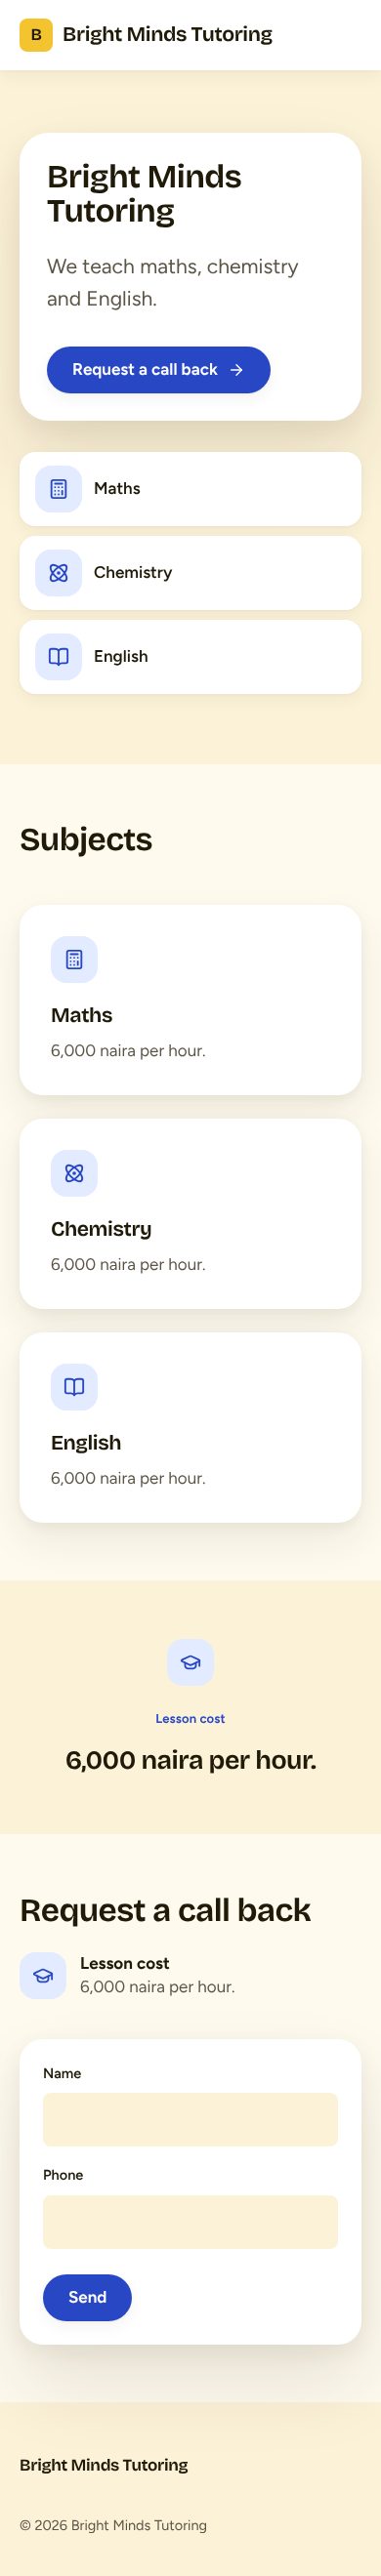 B
Bright Minds Tutoring
Bright Minds
Tutoring
We teach maths, chemistry
and English.
Request a call back
Maths
Chemistry
English
Subjects
Maths
6,000 naira per hour.
Chemistry
6,000 naira per hour.
English
6,000 naira per hour.
Lesson cost
6,000 naira per hour.
Request a call back
Lesson cost
6,000 naira per hour.
Name
Phone
Send
Bright Minds Tutoring
© 2026 Bright Minds Tutoring